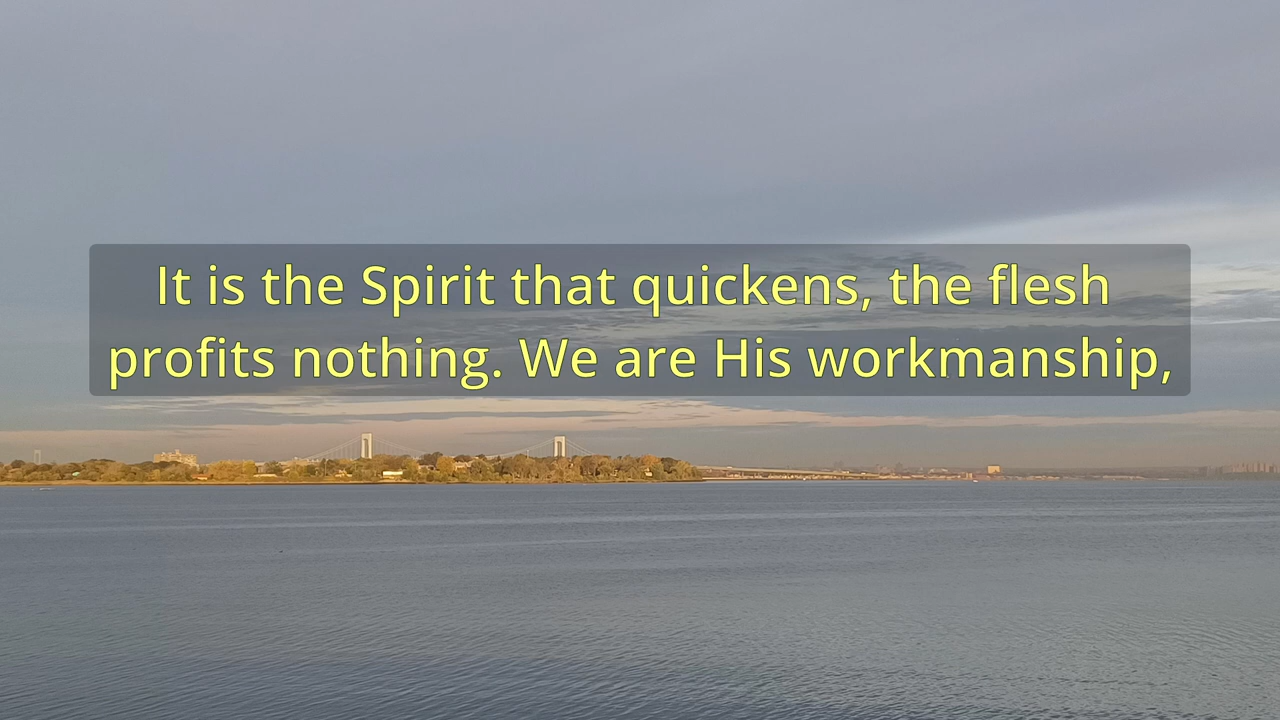 It is the Spirit that quickens, the flesh
profits nothing. We are His workmanship,